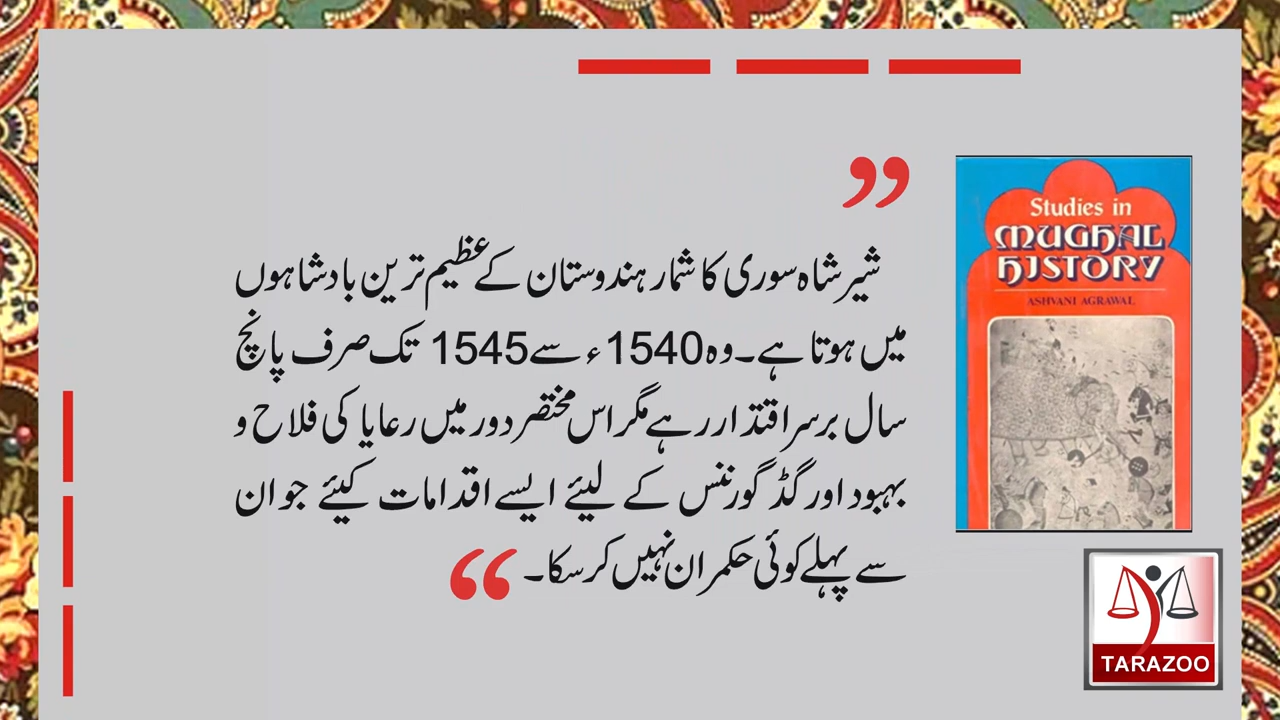 شیرشاہ سوری کا شمار ہندوستان کے عظیم ترین بادشاہوں
میں ہوتا ہے۔ وہ 1540ء سے 1545 تک صرف پانچ
سال برسر اقتدار رہے مگر اس مختصر دور میں رعایا کی فلاح و
بہبود اور گڈ گورننس کے لیئے ایسے اقدامات کیئے جو ان
سے پہلے کوئی حکمران نہیں کر سکا۔
Studies in
MUGHAL
HISTORY
ASHVANI AGRAWAL
TARAZOO